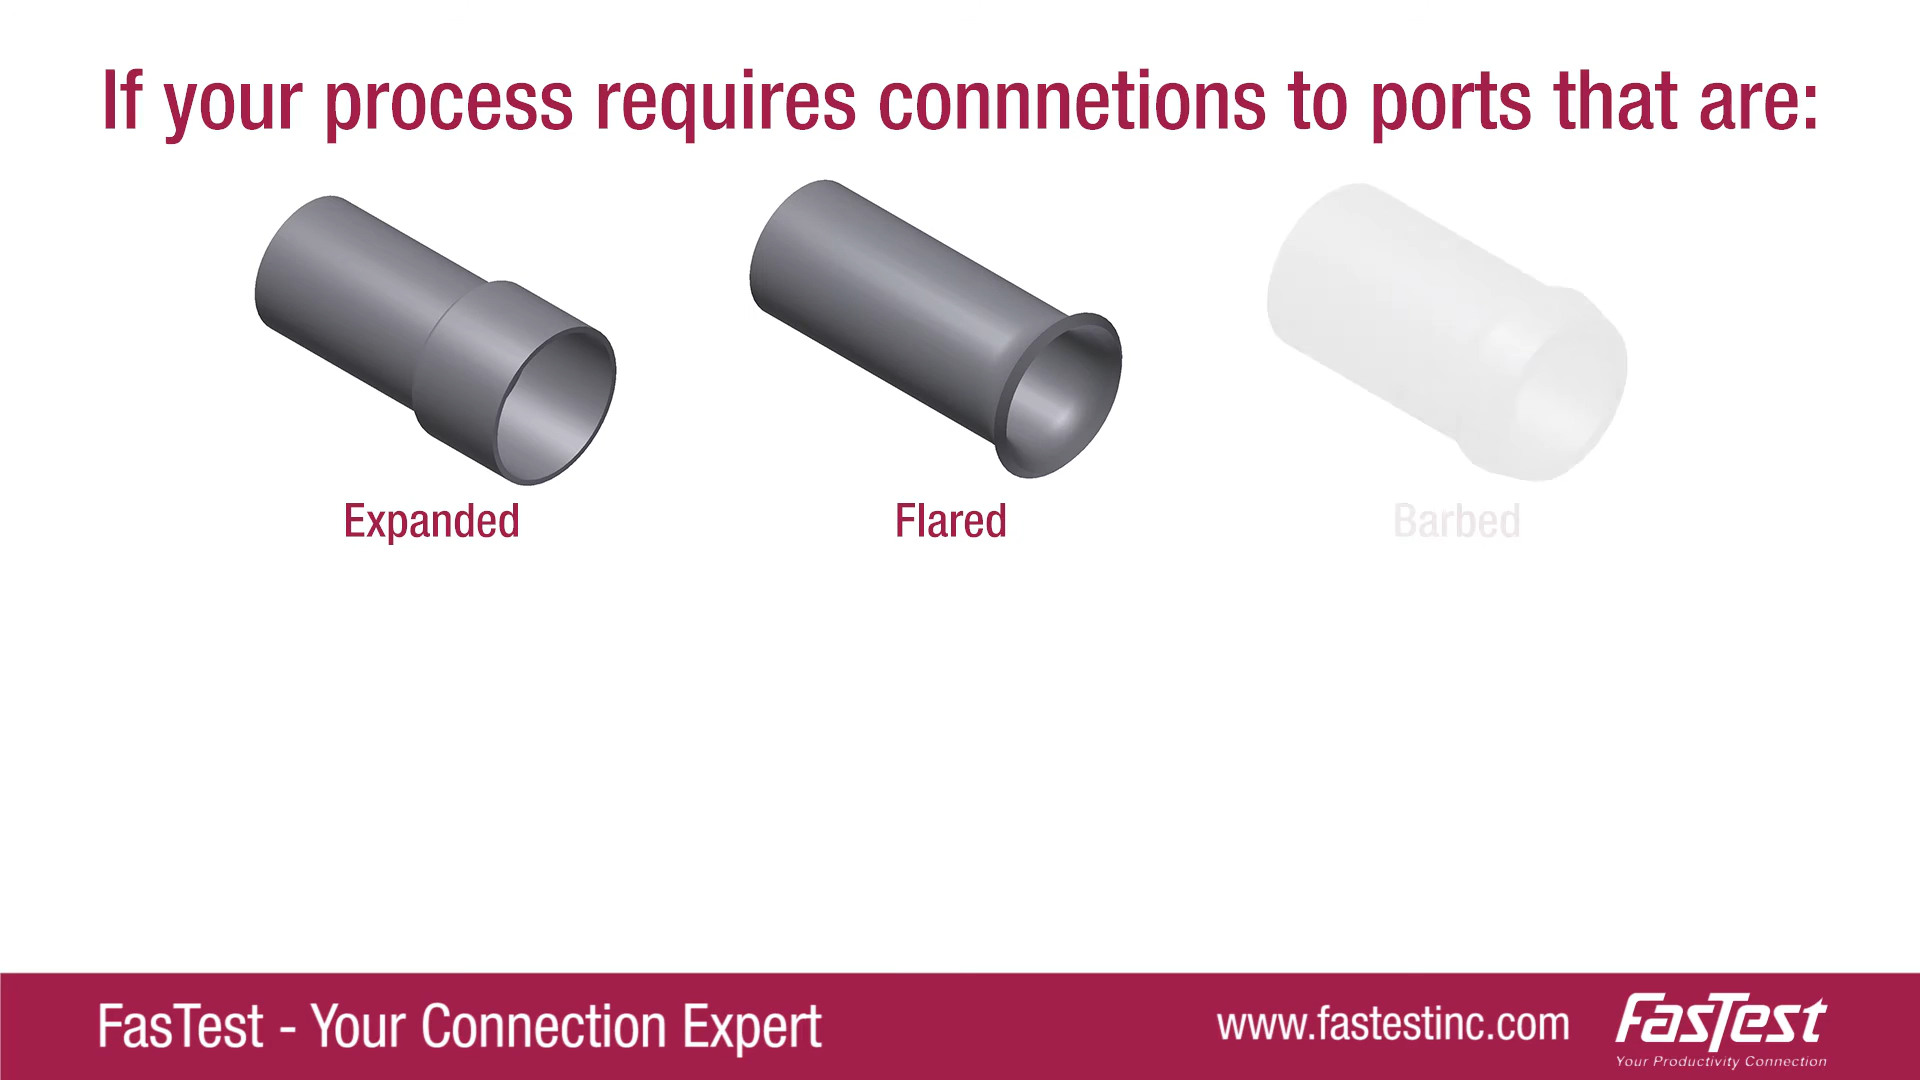 If your process requires connnetions to ports that are:
Expanded
Flared
Barbed
FasTest - Your Connection Expert
www.fastestinc.com
FasTest
Your Productivity Connection